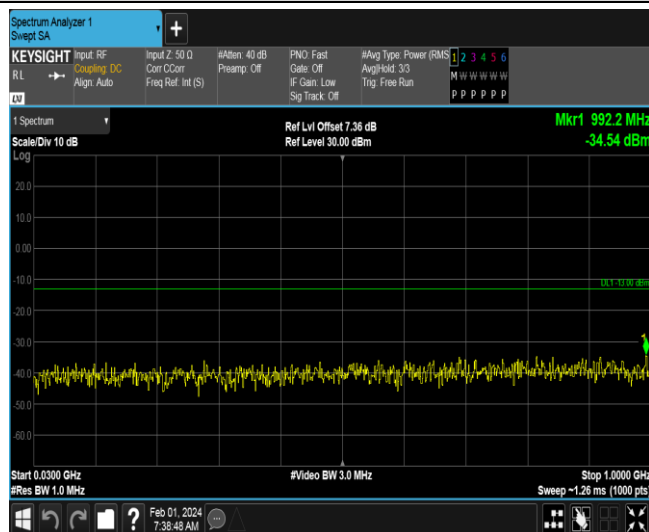 Spectrum Analyzer 1
Swept SA
KEYSIGHT
RL
LXI
Input: RF
Coupling: DC
Align: Auto
Input Z: 50 Ω
Corr CCorr
Freq Ref: Int (S)
#Atten: 40 dB
Preamp: Off
PNO: Fast
Gate: Off
IF Gain: Low
Sig Track: Off
#Avg Type: Power (RMS
Avg|Hold: 3/3
Trig: Free Run
1 2 3 4 5 6
M W W W W W
P P P P P P
1 Spectrum
Scale/Div 10 dB
Log
Ref Lvl Offset 7.36 dB
Ref Level 30.00 dBm
Mkr1 992.2 MHz
-34.54 dBm
20.0
10.0
0.00
-10.0
-20.0
-30.0
-40.0
-50.0
-60.0
DL1 -13.00 dBm
1
Start 0.0300 GHz
#Res BW 1.0 MHz
#Video BW 3.0 MHz
Stop 1.0000 GHz
Sweep ~1.26 ms (1000 pts)
?
Feb 01, 2024
7:38:48 AM